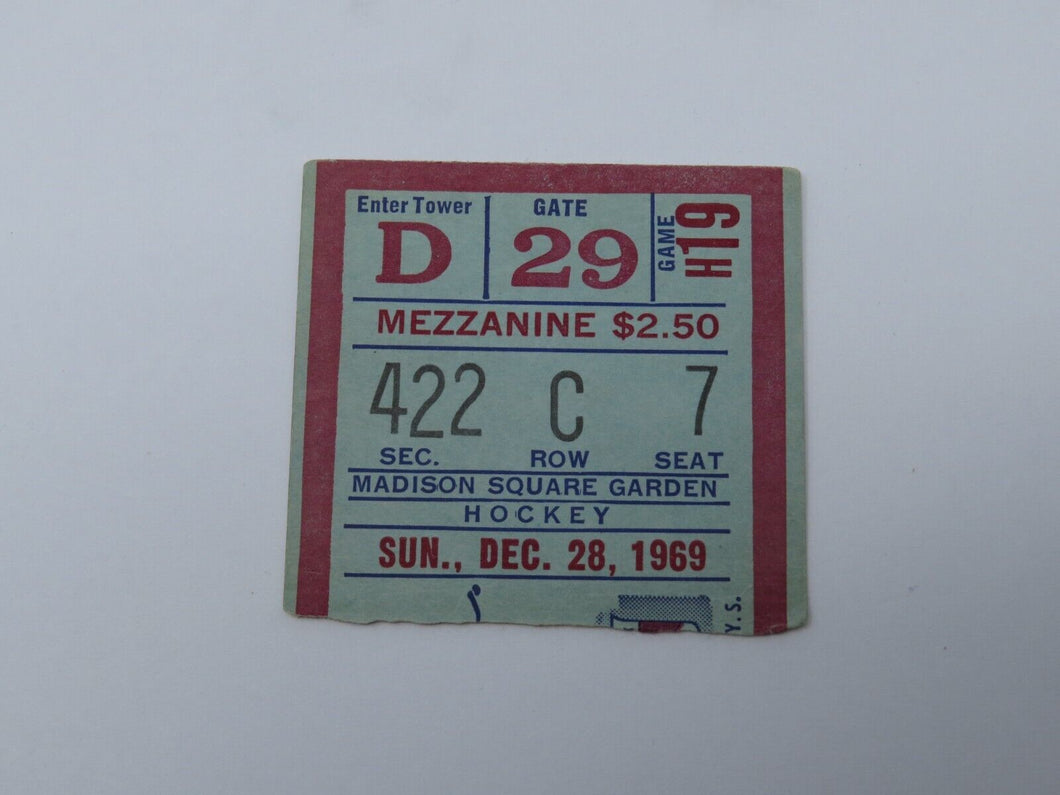 Enter Tower GATE
D 29 GAME H19
MEZZANINE $2.50
422 C 7
SEC. ROW SEAT
MADISON SQUARE GARDEN
HOCKEY
SUN., DEC. 28, 1969
Y.S.